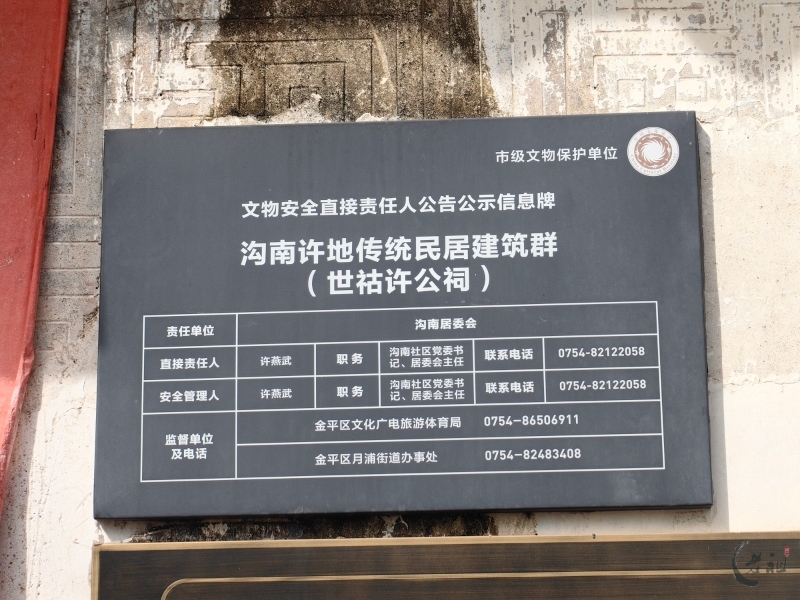 市级文物保护单位
文物安全直接责任人公告公示信息牌
沟南许地传统民居建筑群
（世祜许公祠）
责任单位 沟南居委会
直接责任人 许燕武 职务 沟南社区党委书记、居委会主任 联系电话 0754-82122058
安全管理人 许燕武 职务 沟南社区党委书记、居委会主任 联系电话 0754-82122058
监督单位及电话 金平区文化广电旅游体育局 0754-86506911
金平区月浦街道办事处 0754-82483408